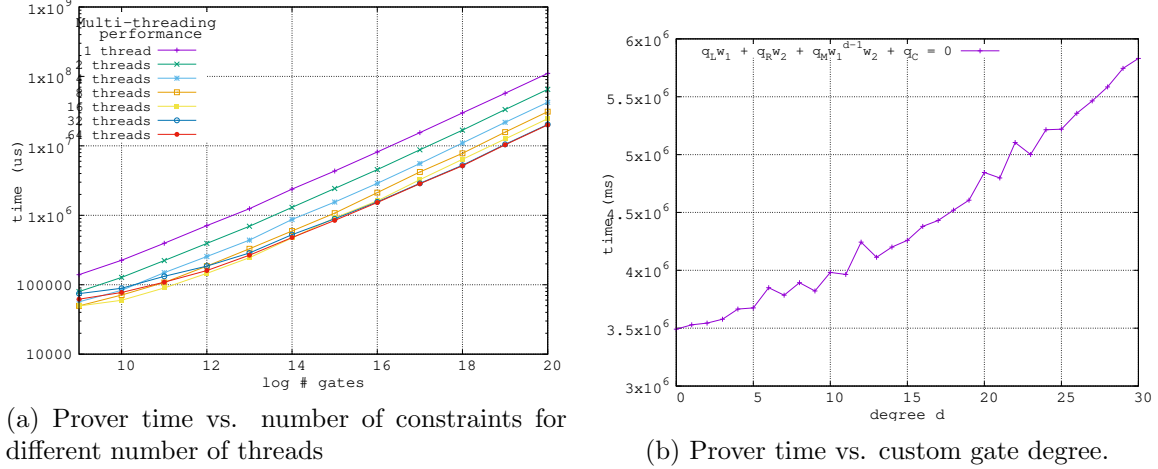 Multi-threading
performance
1 thread
2 threads
4 threads
8 threads
16 threads
32 threads
64 threads
1x10^9
1x10^8
1x10^7
1x10^6
100000
10000
time (us)
10 12 14 16 18 20
log # gates
(a) Prover time vs. number of constraints for
different number of threads
q_L w_1 + q_R w_2 + q_M w_1^{d-1} w_2 + q_C = 0
6x10^6
5.5x10^6
5x10^6
4.5x10^6
4x10^6
3.5x10^6
3x10^6
time (ms)
0 5 10 15 20 25 30
degree d
(b) Prover time vs. custom gate degree.